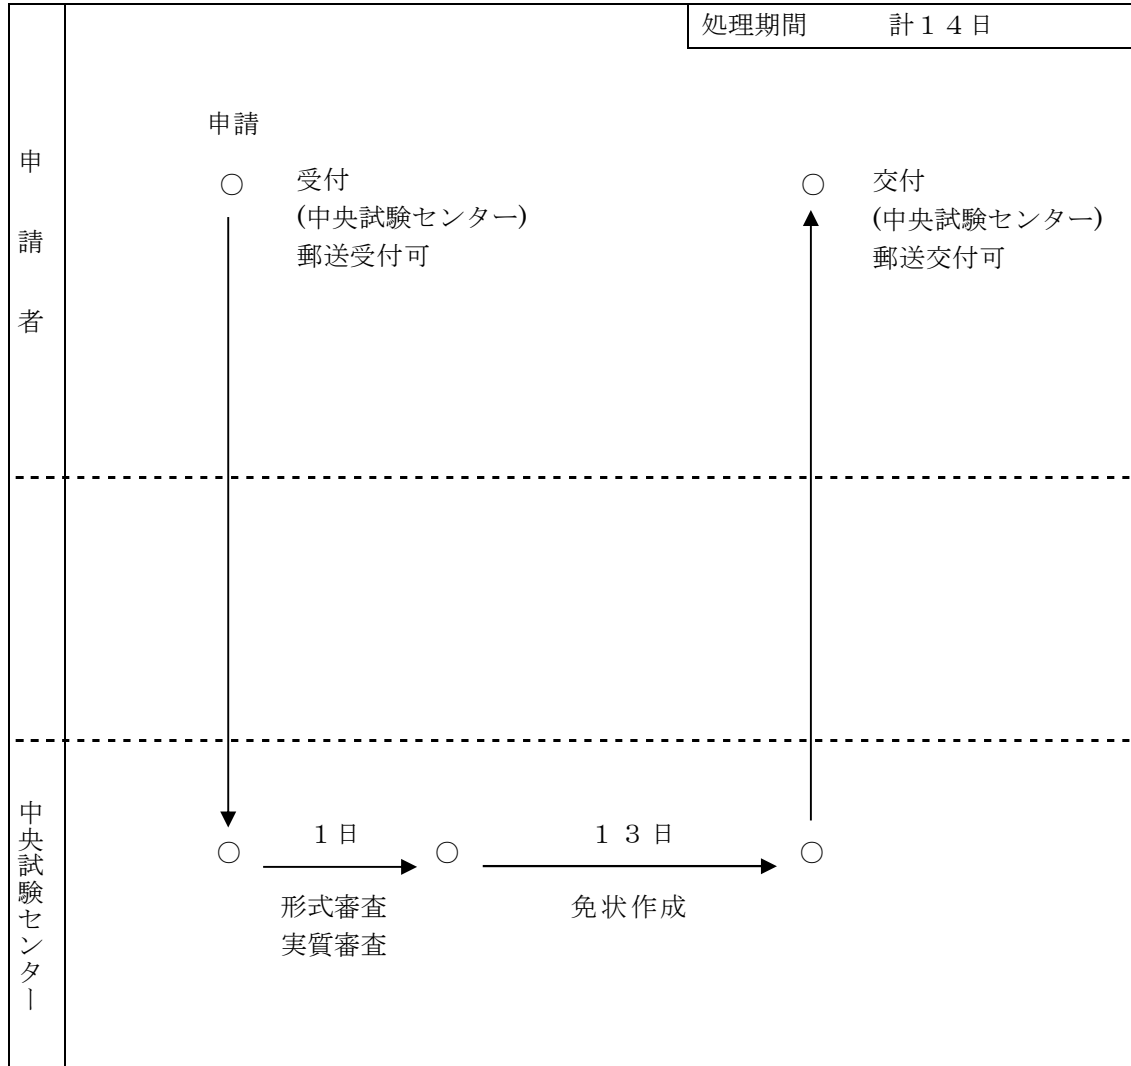 処理期間　　計１４日
申請者
申請
受付
(中央試験センター)
郵送受付可
交付
(中央試験センター)
郵送交付可
中央試験センター
１日
形式審査
実質審査
１３日
免状作成